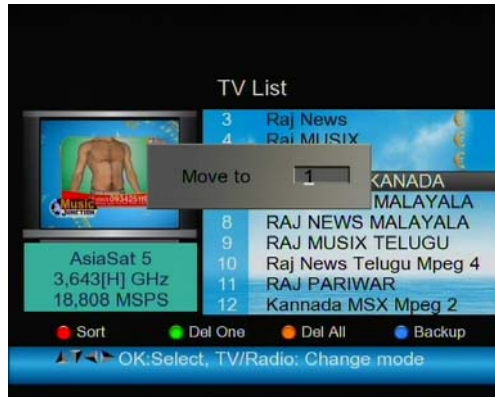 TV List
3 Raj News
4 Raj MUSIX
Move to 1
KANADA
MALAYALA
8 RAJ NEWS MALAYALA
9 RAJ MUSIX TELUGU
10 Raj News Telugu Mpeg 4
11 RAJ PARIWAR
12 Kannada MSX Mpeg 2
Music
JUNCTION
AsiaSat 5
3,643[H] GHz
18,808 MSPS
Sort Del One Del All Backup
OK:Select, TV/Radio: Change mode